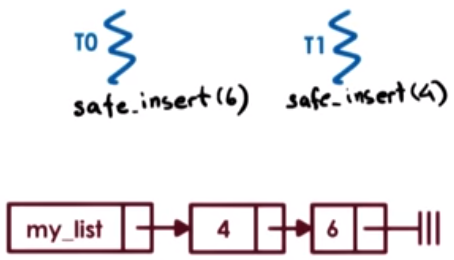 T0 T1
safe_insert(6) safe_insert(4)
my_list 4 6